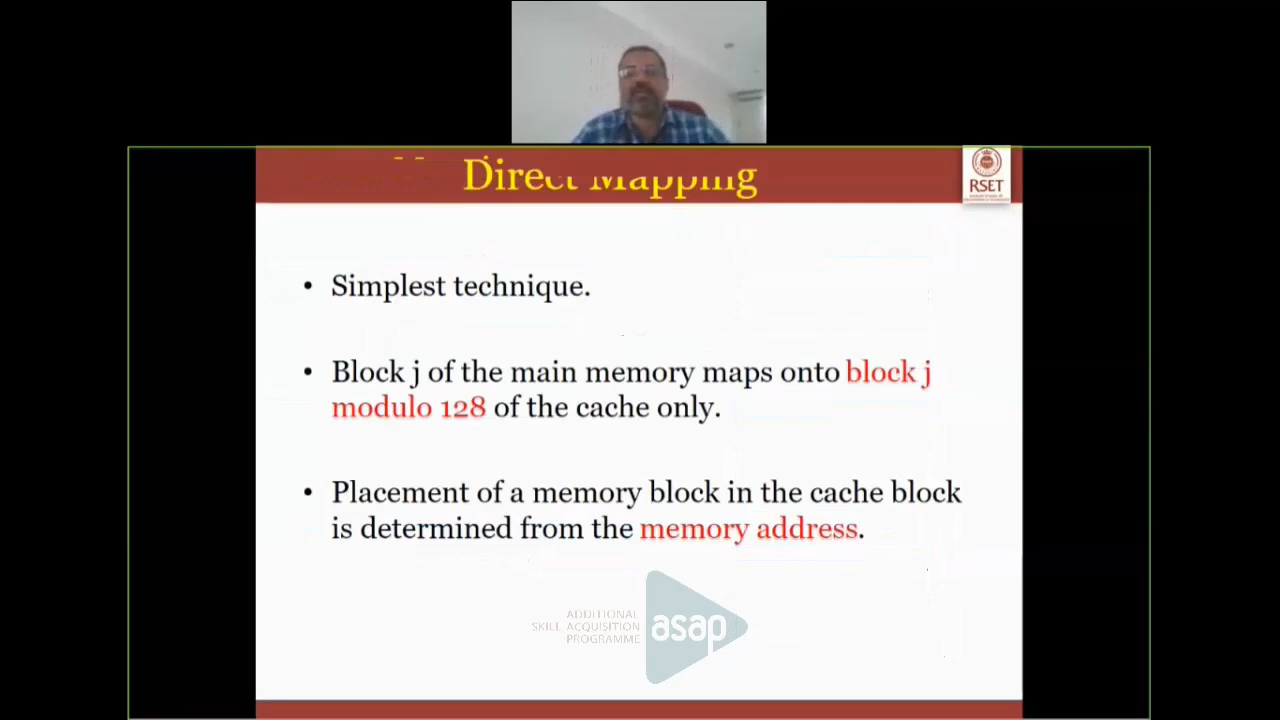 Direct Mapping
RSET
• Simplest technique.
• Block j of the main memory maps onto block j
modulo 128 of the cache only.
• Placement of a memory block in the cache block
is determined from the memory address.
ADDITIONAL
SKILL ACQUISITION
PROGRAMME
asap